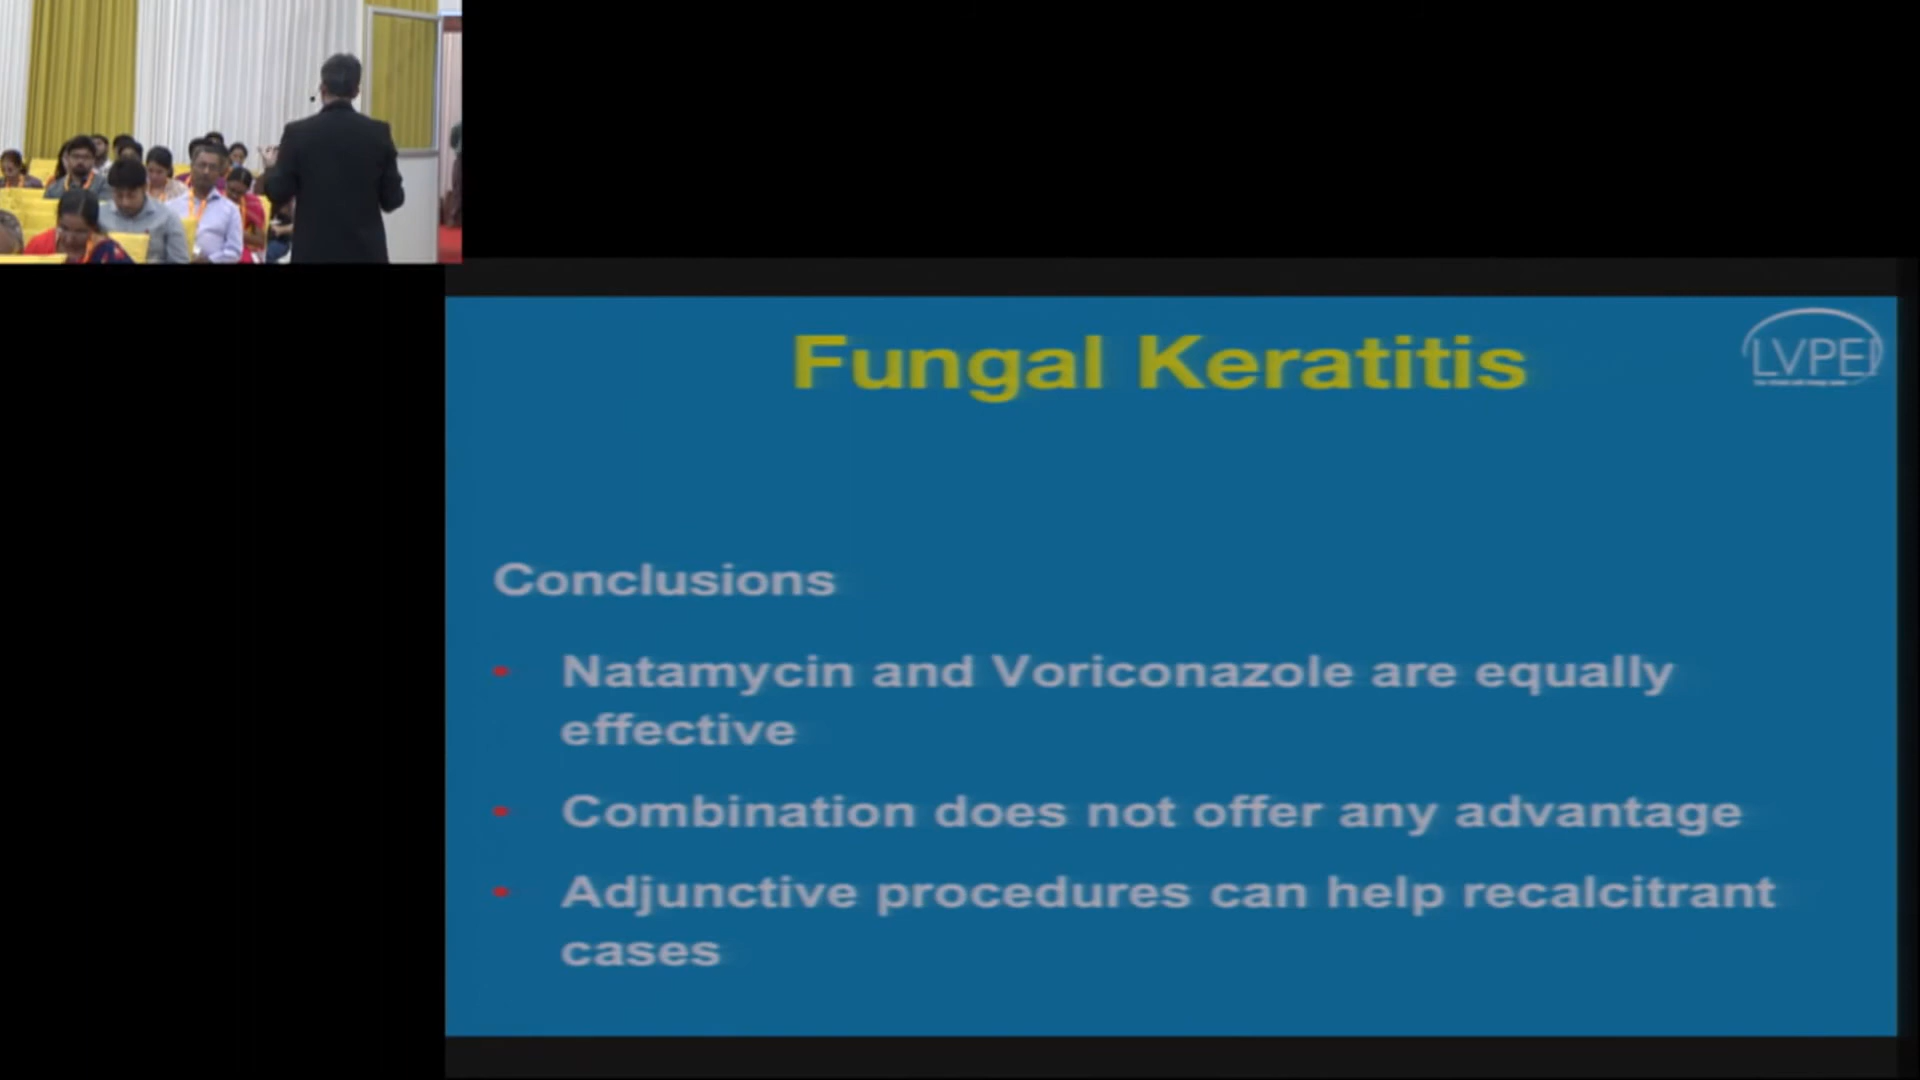 Fungal Keratitis
LVPEI
Conclusions
• Natamycin and Voriconazole are equally
effective
• Combination does not offer any advantage
• Adjunctive procedures can help recalcitrant
cases